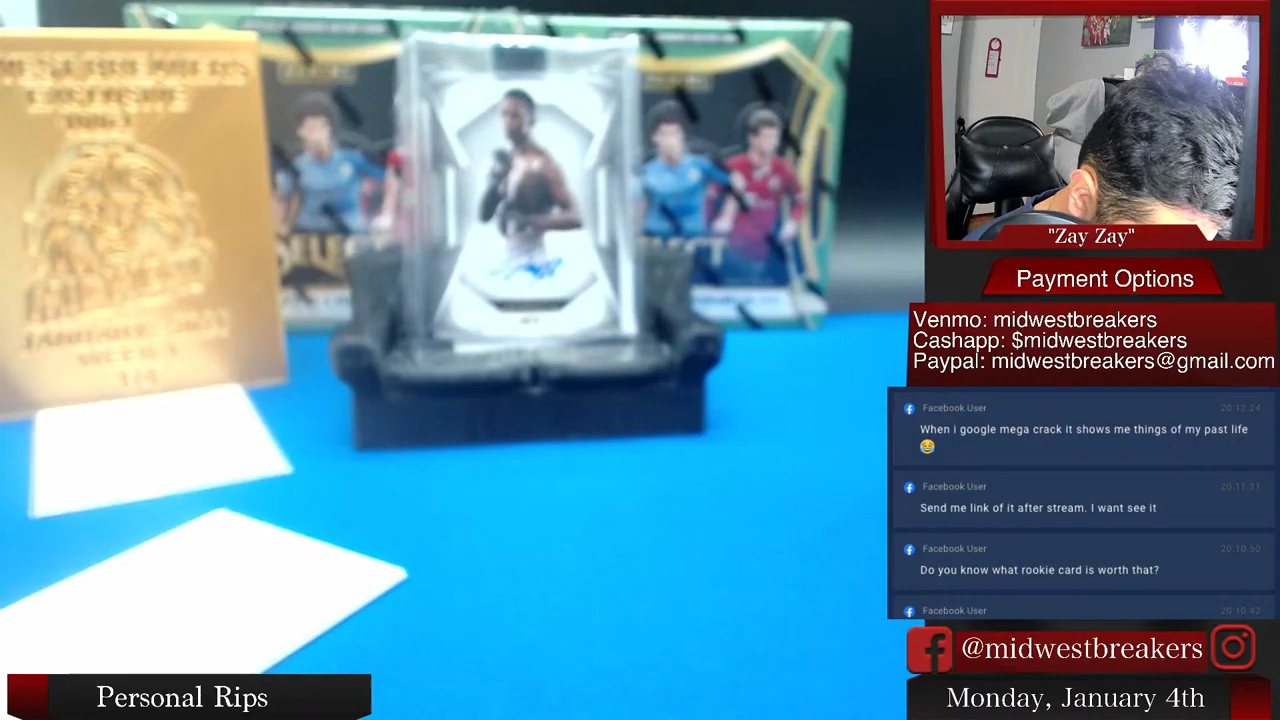 "Zay Zay"
Payment Options
Venmo: midwestbreakers
Cashapp: $midwestbreakers
Paypal: midwestbreakers@gmail.com
Facebook User 20:12:24
When i google mega crack it shows me things of my past life
😂
Facebook User 20:11:31
Send me link of it after stream. I want see it
Facebook User 20:10:50
Do you know what rookie card is worth that?
Facebook User 20:10:42
@midwestbreakers
Personal Rips
Monday, January 4th